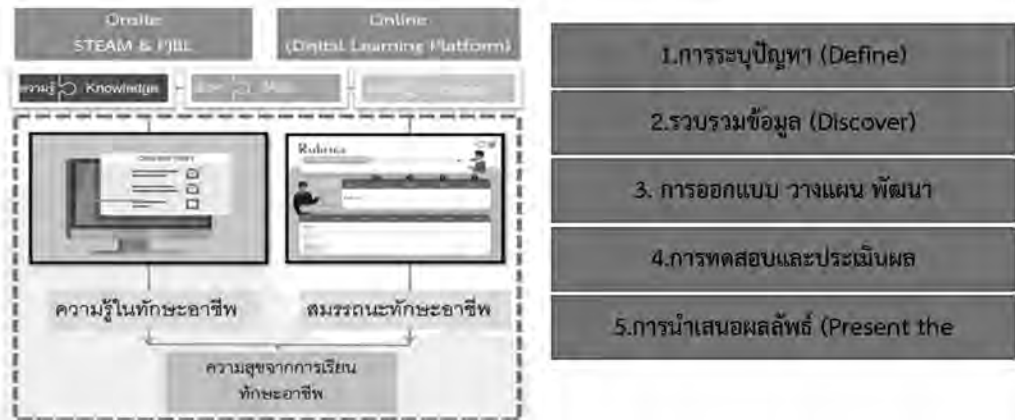 Onsite
STEAM & PJBL
Online
(Digital Learning Platform)
ความรู้ Knowledge
Rubrics
ความรู้ในทักษะอาชีพ
สมรรถนะทักษะอาชีพ
ความสุขจากการเรียน
ทักษะอาชีพ
1.การระบุปัญหา (Define)
2.รวบรวมข้อมูล (Discover)
3. การออกแบบ วางแผน พัฒนา
4.การทดสอบและประเมินผล
5.การนำเสนอผลลัพธ์ (Present the